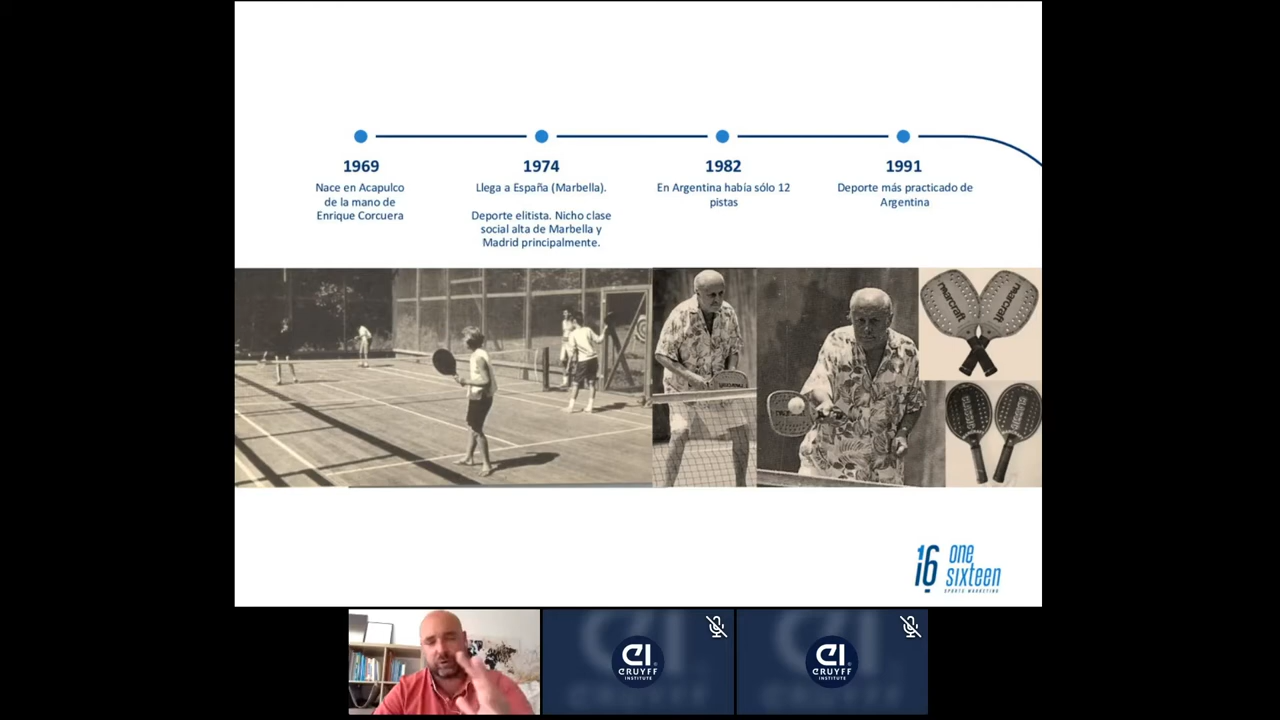 1969
Nace en Acapulco
de la mano de
Enrique Corcuera
1974
Llega a España (Marbella).
Deporte elitista. Nicho clase
social alta de Marbella y
Madrid principalmente.
1982
En Argentina había sólo 12
pistas
1991
Deporte más practicado de
Argentina
marcraft
marcraft
16
one
sixteen
SPORTS MARKETING
CRUYFF
INSTITUTE
CRUYFF
INSTITUTE